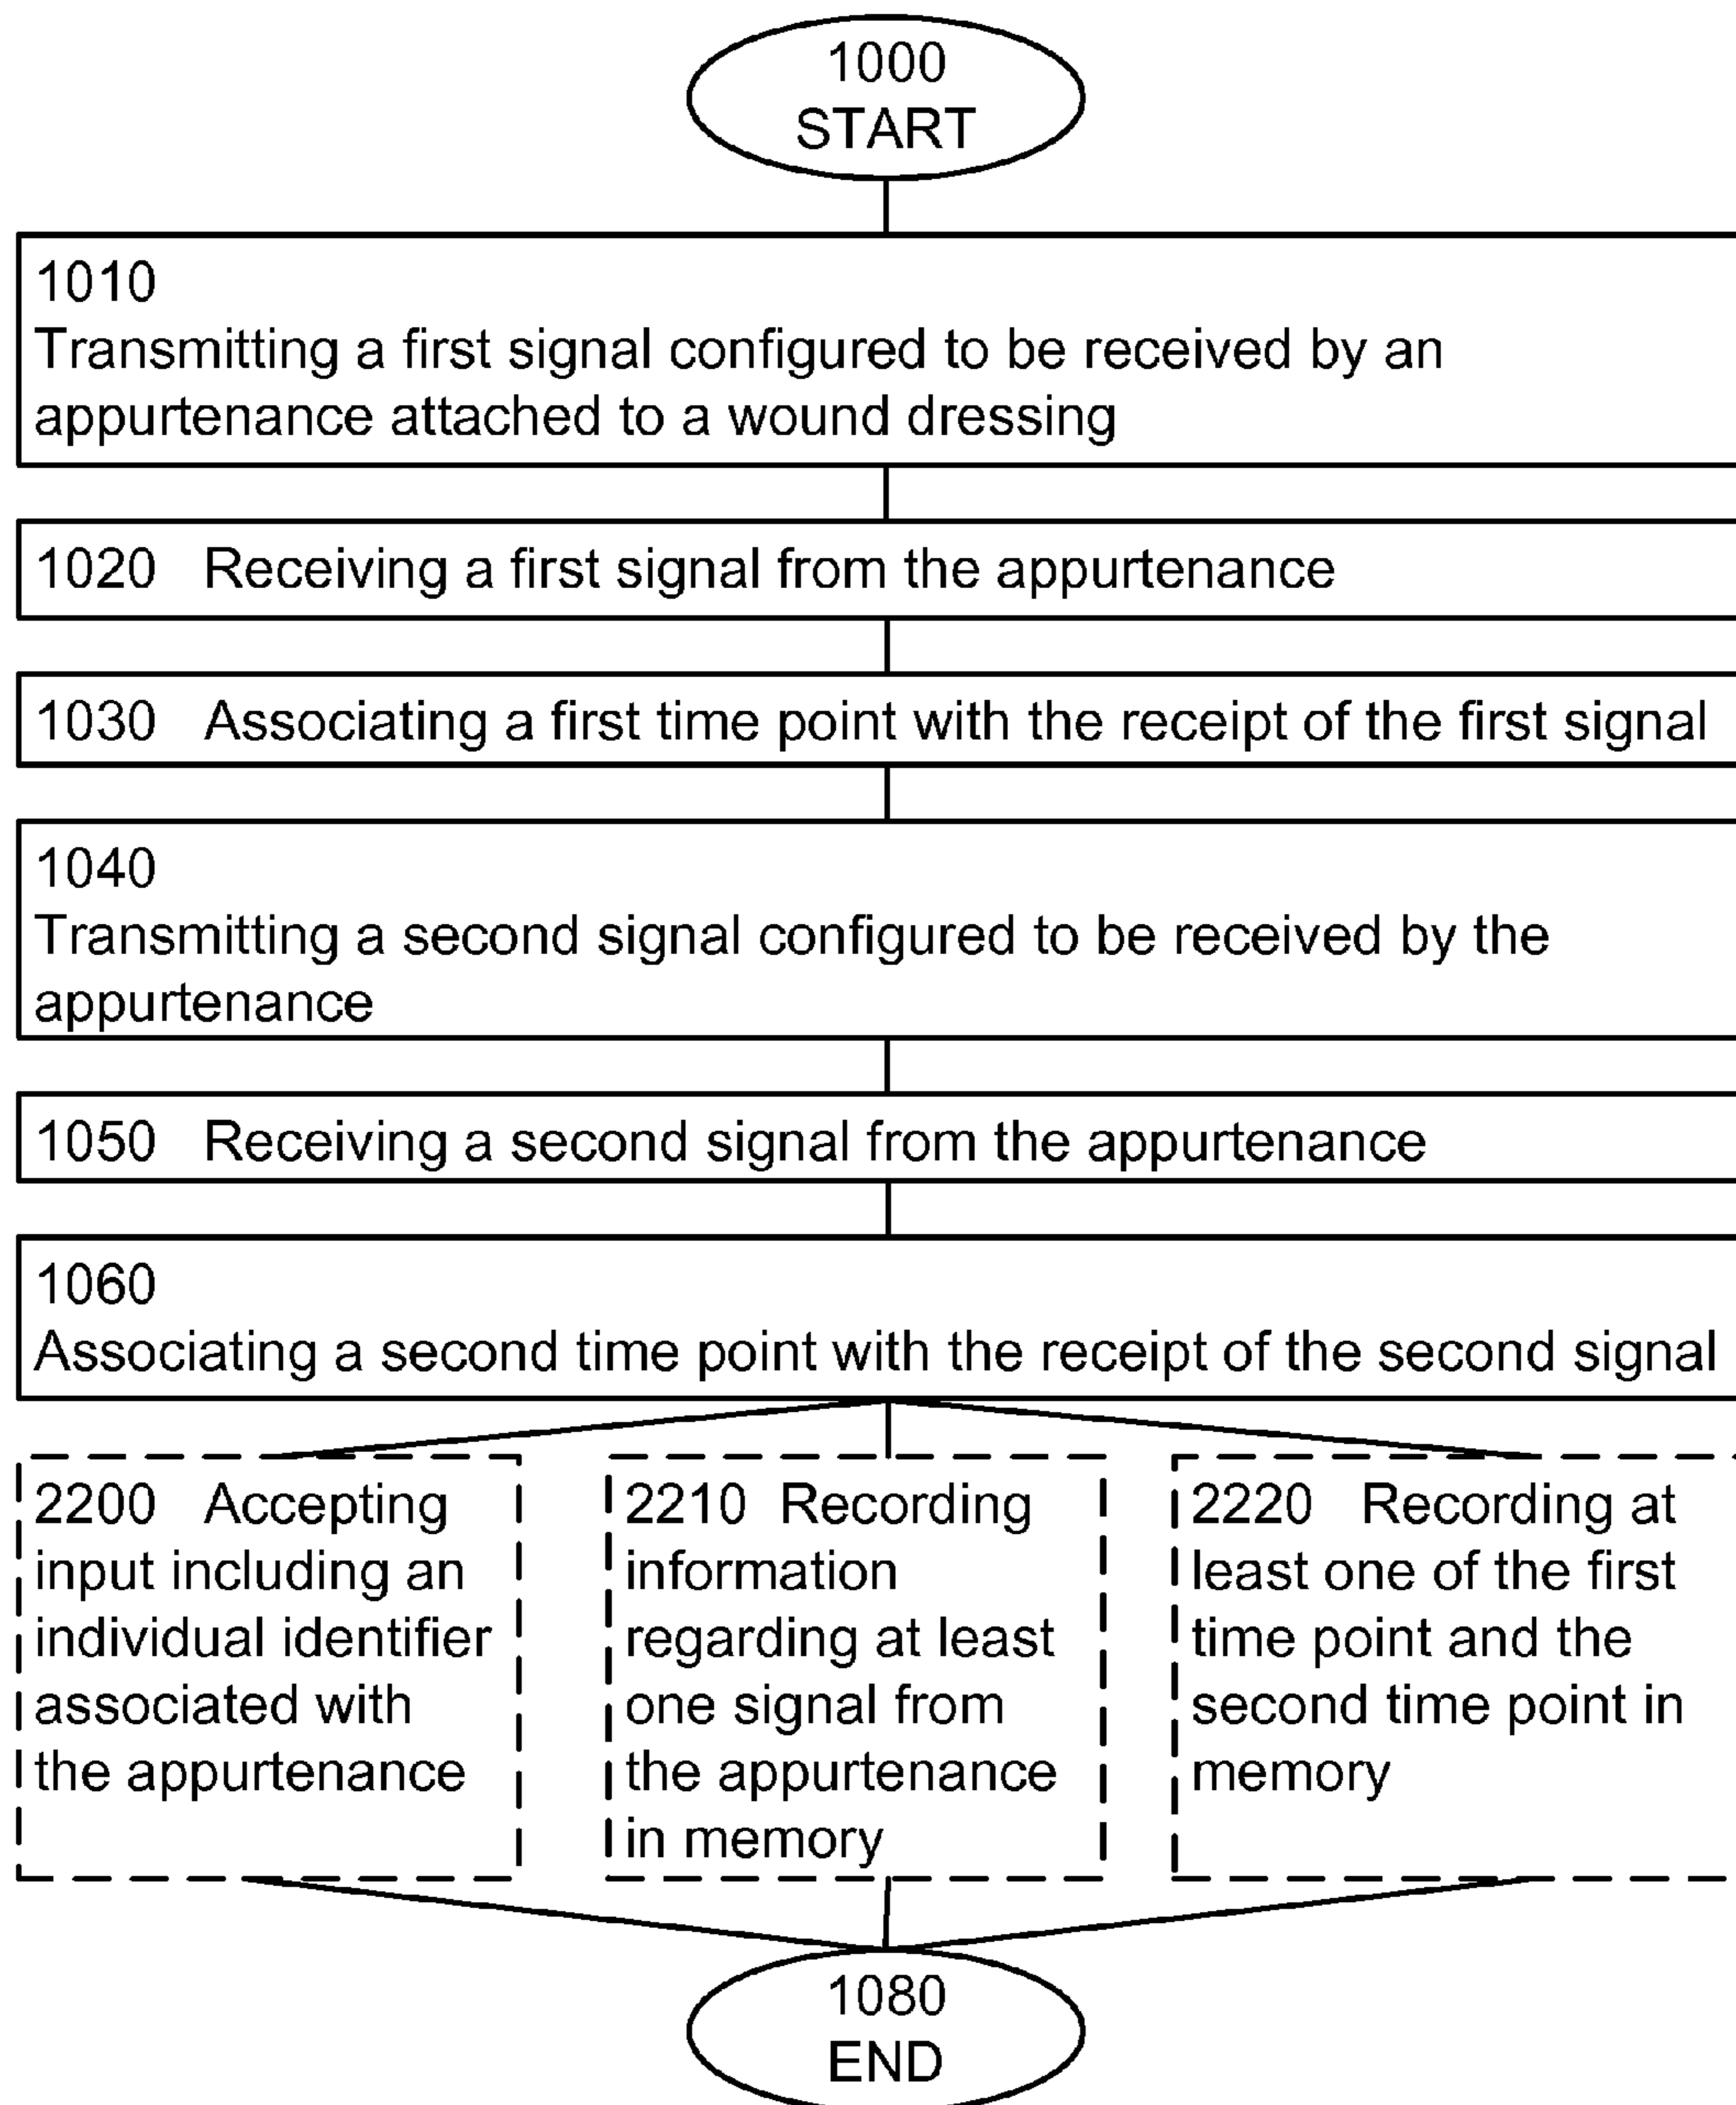 1000
START
1010
Transmitting a first signal configured to be received by an
appurtenance attached to a wound dressing
1020 Receiving a first signal from the appurtenance
1030 Associating a first time point with the receipt of the first signal
1040
Transmitting a second signal configured to be received by the
appurtenance
1050 Receiving a second signal from the appurtenance
1060
Associating a second time point with the receipt of the second signal
2200 Accepting
input including an
individual identifier
associated with
the appurtenance
2210 Recording
information
regarding at least
one signal from
the appurtenance
in memory
2220 Recording at
least one of the first
time point and the
second time point in
memory
1080
END